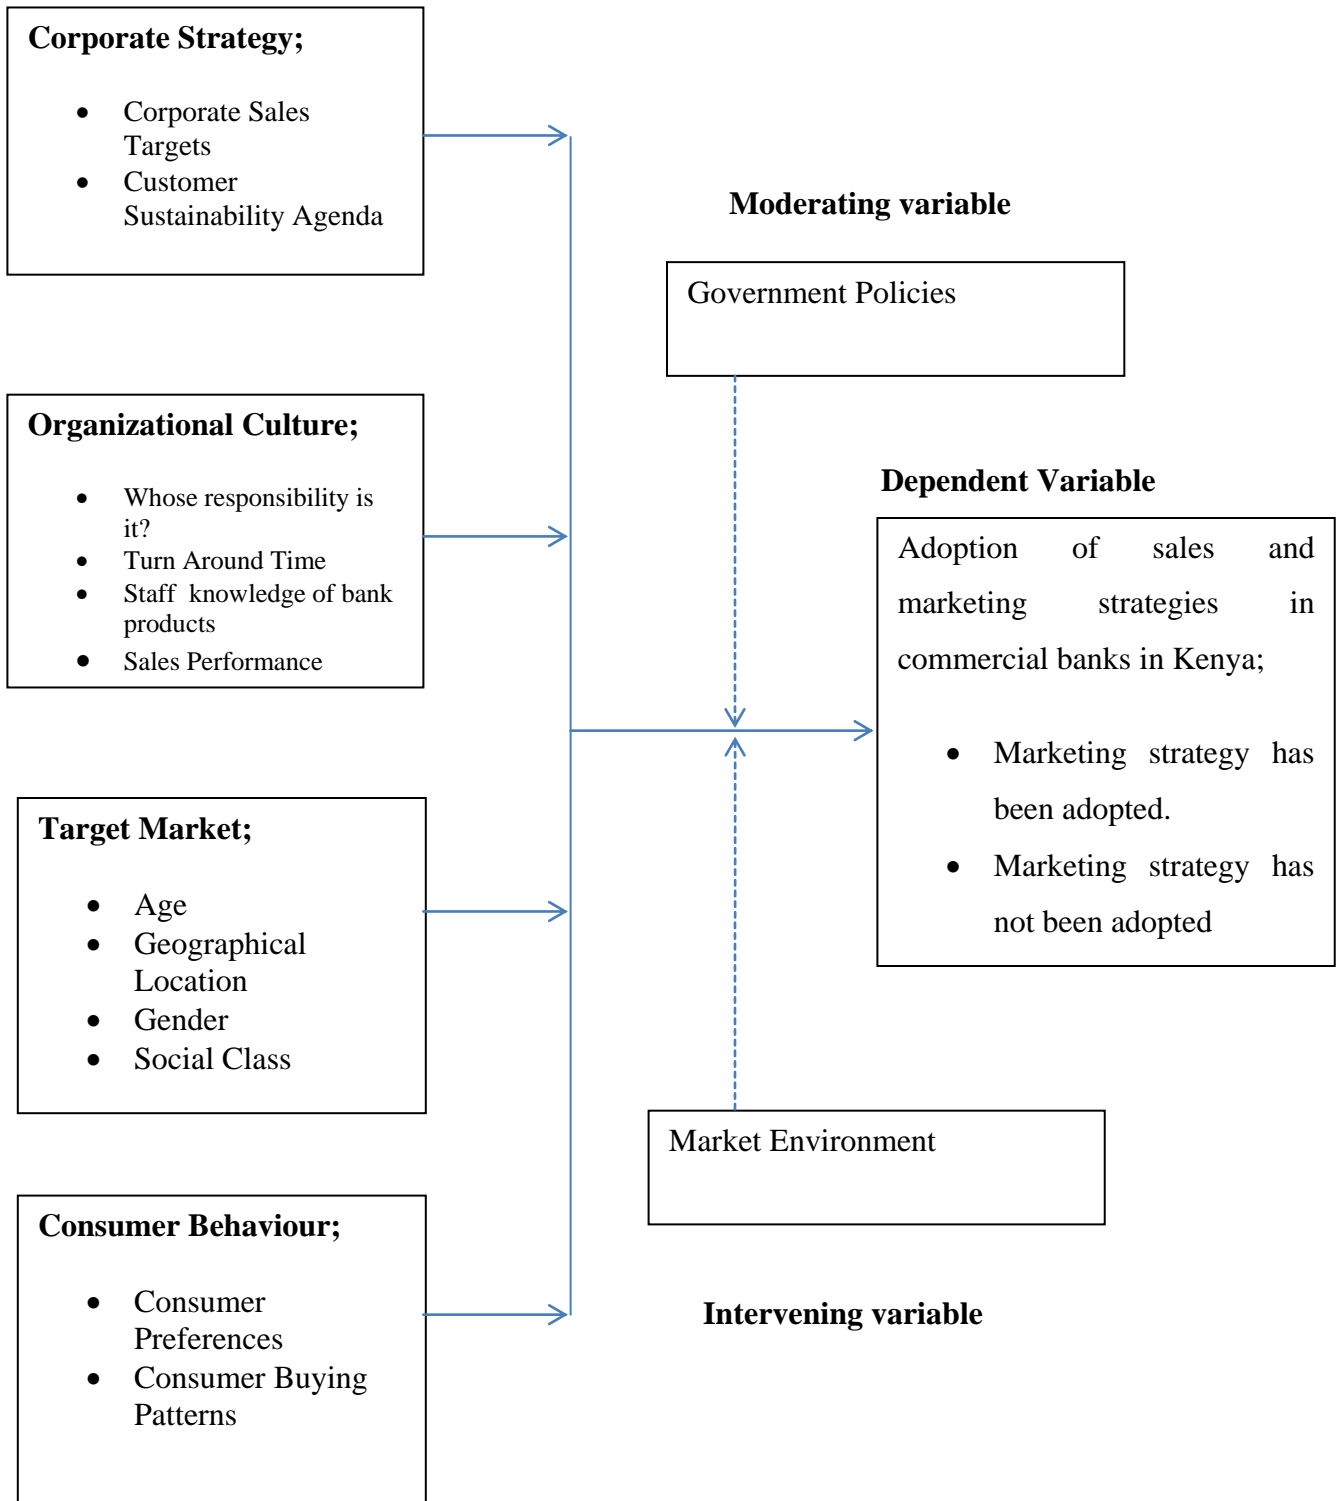 Corporate Strategy;
• Corporate Sales
Targets
• Customer
Sustainability Agenda
Organizational Culture;
• Whose responsibility is
it?
• Turn Around Time
• Staff knowledge of bank
products
• Sales Performance
Target Market;
• Age
• Geographical
Location
• Gender
• Social Class
Consumer Behaviour;
• Consumer
Preferences
• Consumer Buying
Patterns
Moderating variable
Government Policies
Dependent Variable
Adoption of sales and
marketing strategies in
commercial banks in Kenya;
• Marketing strategy has
been adopted.
• Marketing strategy has
not been adopted
Market Environment
Intervening variable